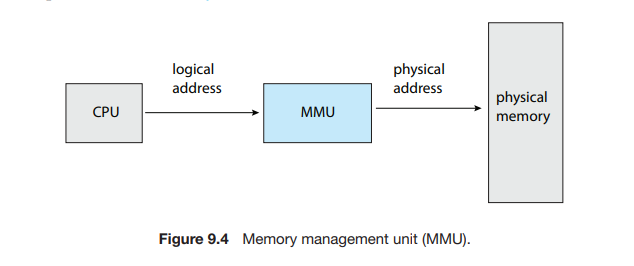 logical
address
physical
address
CPU
MMU
physical
memory
Figure 9.4 Memory management unit (MMU).